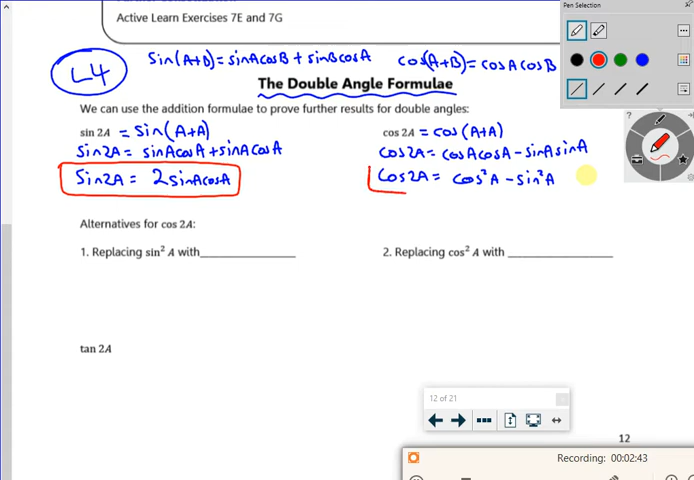 Active Learn Exercises 7E and 7G
L4
Sin(A+B) = sinAcosB + sinBcosA
cos(A+B) = cosAcosB
The Double Angle Formulae
We can use the addition formulae to prove further results for double angles:
sin 2A = sin(A+A)
sin2A = sinAcosA + sinAcosA
Sin2A = 2sinAcosA
cos 2A = cos(A+A)
cos2A = cosAcosA - sinAsinA
cos2A = cos²A - sin²A
Alternatives for cos 2A:
1. Replacing sin² A with_______________
2. Replacing cos² A with _______________
tan 2A
12
Pen Selection
?
12 of 21
Recording: 00:02:43